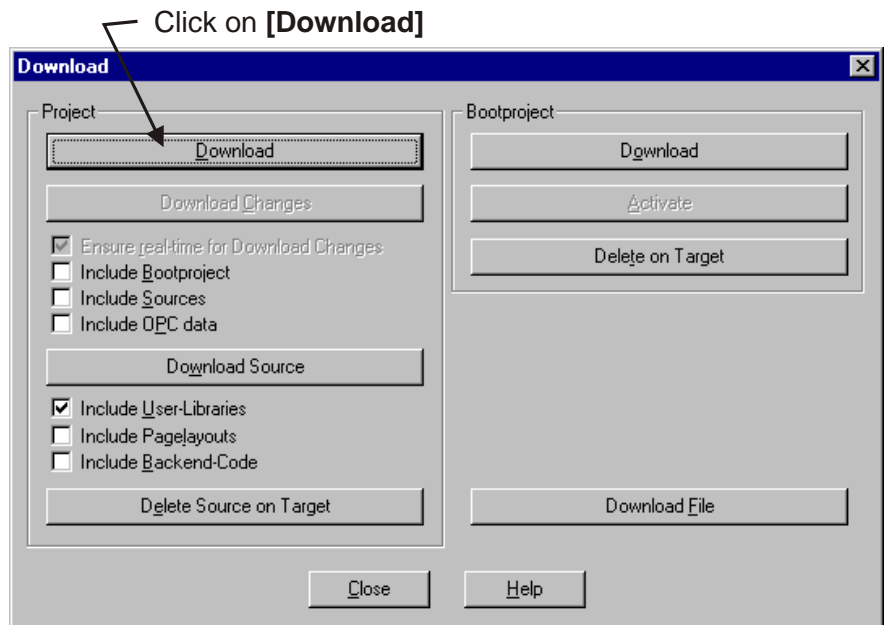 Click on [Download]
Download
Project
Download
Download Changes
Ensure real-time for Download Changes
Include Bootproject
Include Sources
Include OPC data
Download Source
Include User-Libraries
Include Pagelayouts
Include Backend-Code
Delete Source on Target
Bootproject
Download
Activate
Delete on Target
Download File
Close
Help